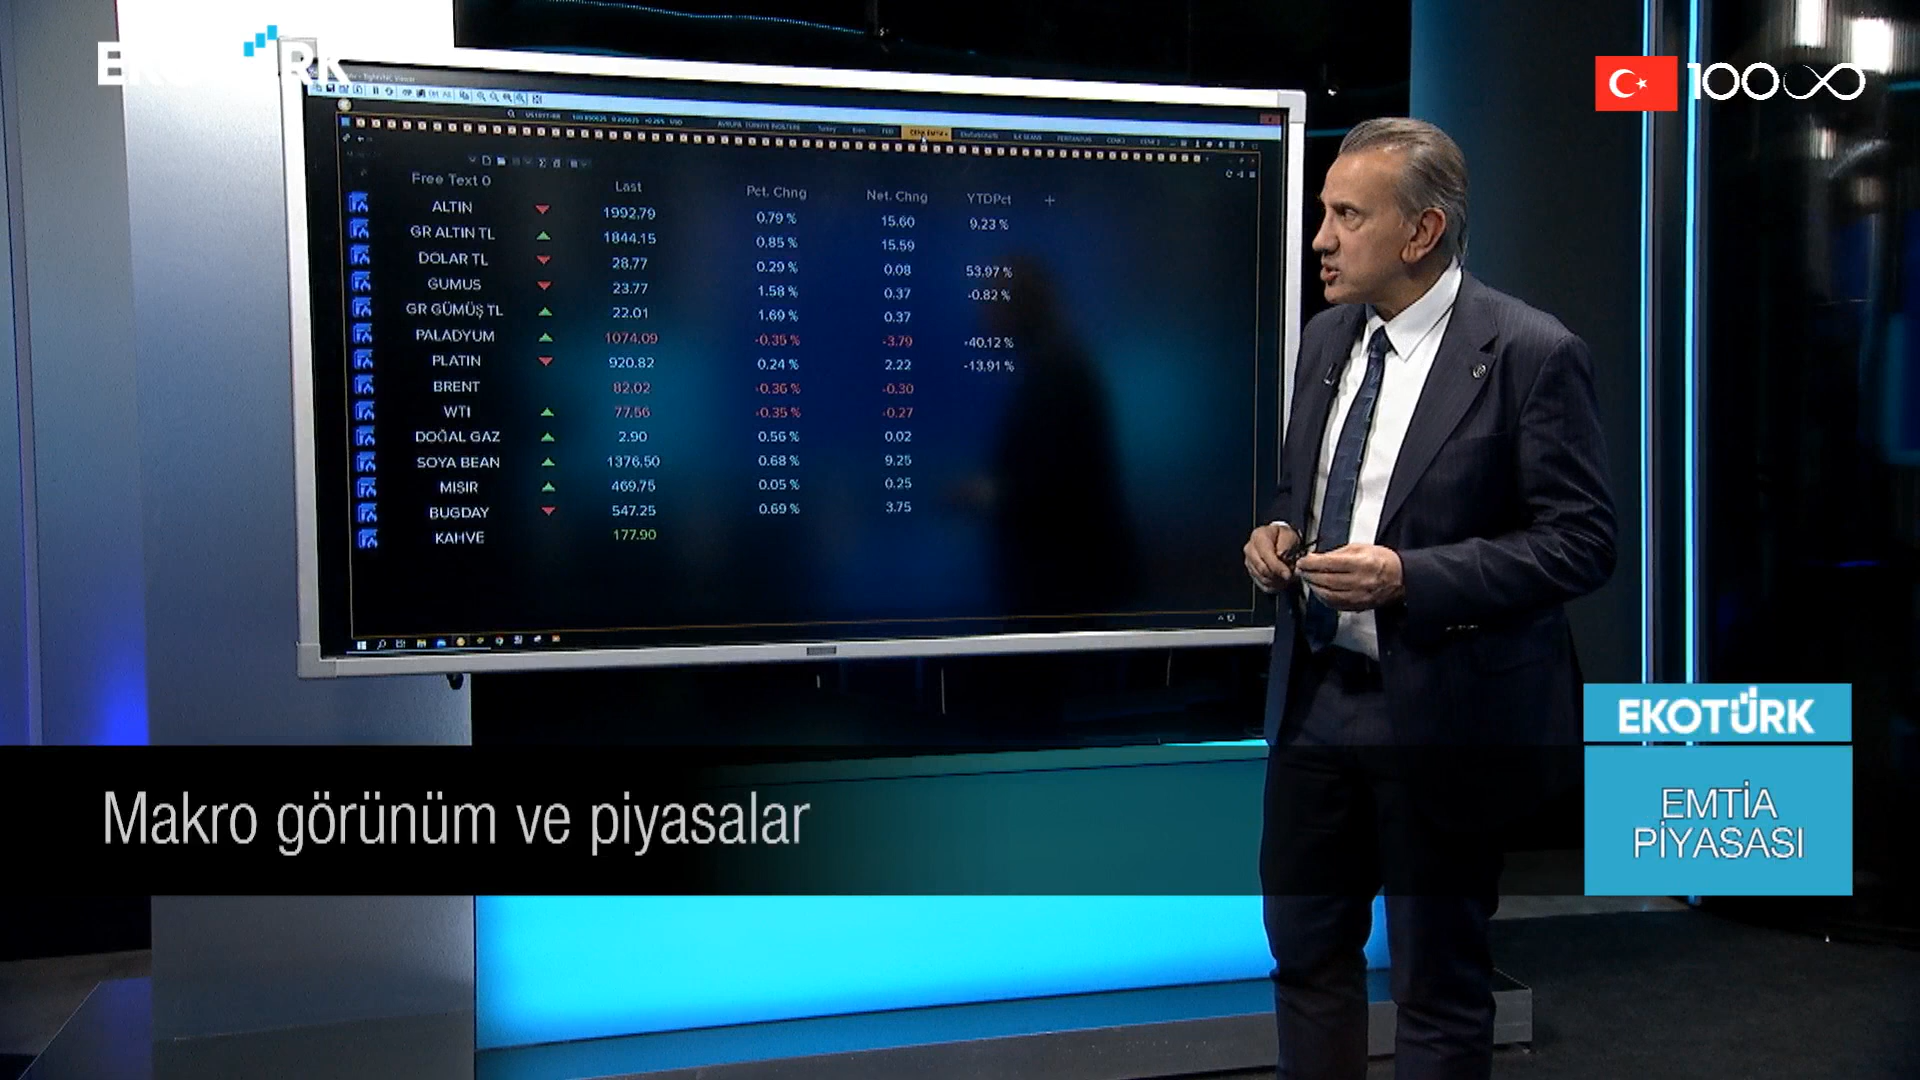 EKOTÜRK
100
Free Text 0 Last Pct. Chng Net. Chng YTDPct +
ALTIN 1992.79 0.79 % 15.60 9.23 %
GR ALTIN TL 1844.15 0.85 % 15.59
DOLAR TL 28.77 0.29 % 0.08 53.97 %
GUMUS 23.77 1.58 % 0.37 -0.82 %
GR GÜMÜŞ TL 22.01 1.69 % 0.37
PALADYUM 1074.09 -0.35 % -3.79 -40.12 %
PLATIN 920.82 0.24 % 2.22 -13.91 %
BRENT 82.02 -0.36 % -0.30
WTI 77.56 -0.35 % -0.27
DOĞAL GAZ 2.90 0.56 % 0.02
SOYA BEAN 1376.50 0.68 % 9.25
MISIR 469.75 0.05 % 0.25
BUGDAY 547.25 0.69 % 3.75
KAHVE 177.90
EKOTÜRK
Makro görünüm ve piyasalar
EMTİA
PİYASASI